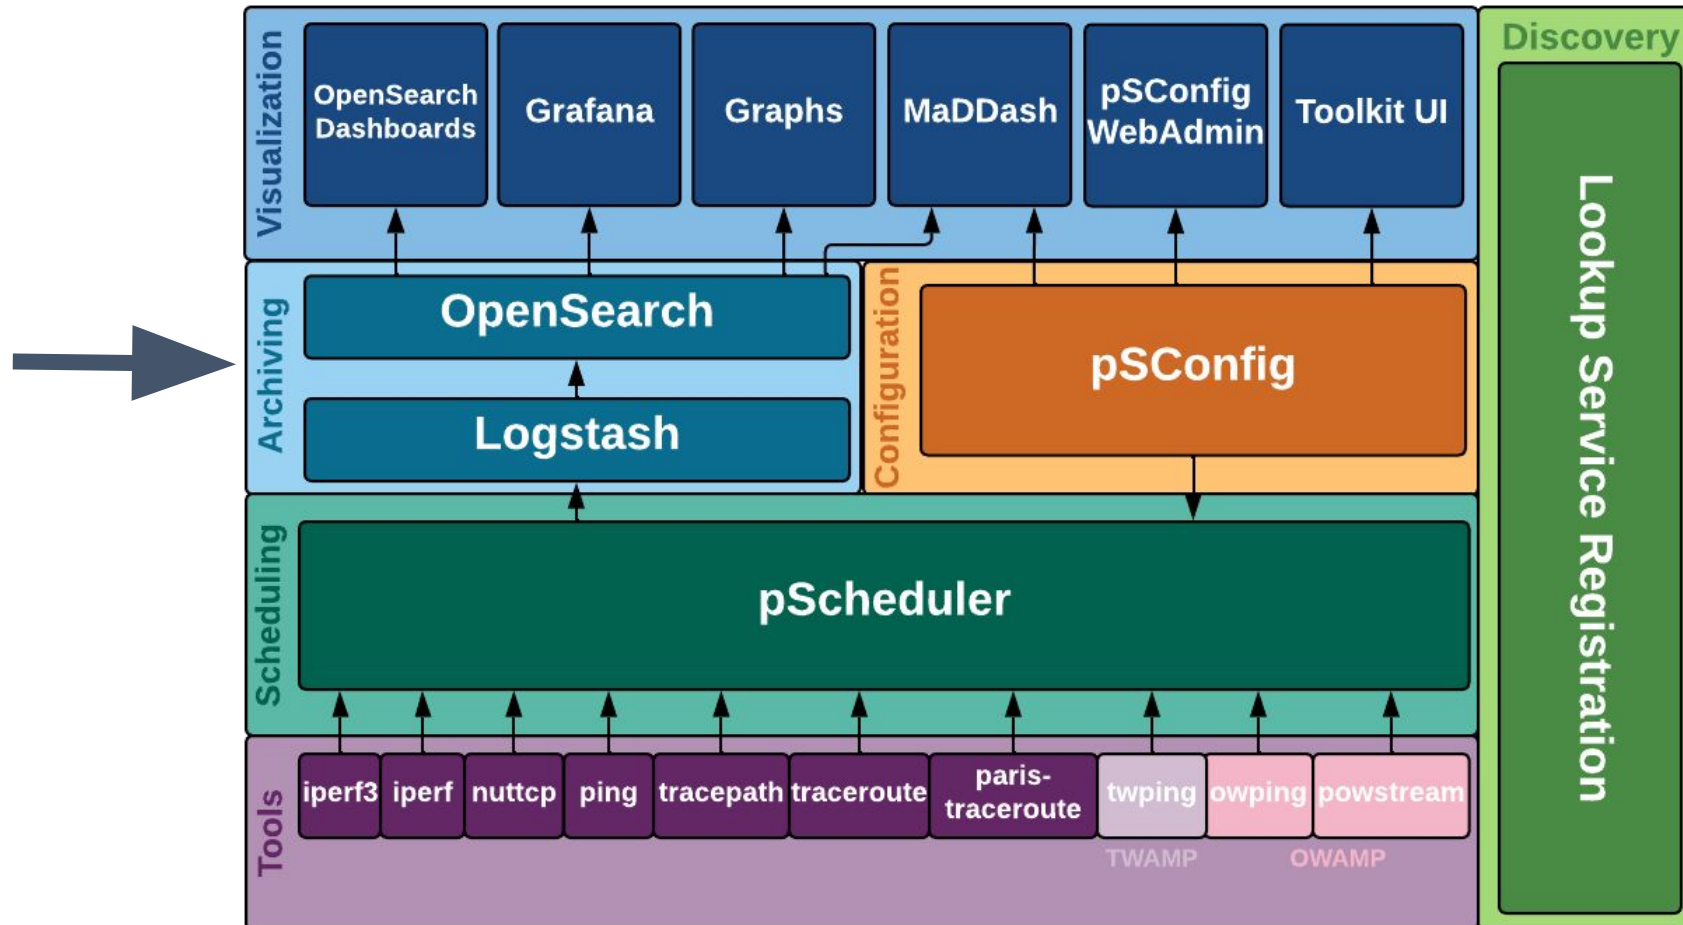 Visualization
OpenSearch
Dashboards
Grafana
Graphs
MaDDash
pSConfig
WebAdmin
Toolkit UI
Discovery
Lookup Service Registration
Archiving
OpenSearch
Logstash
Configuration
pSConfig
Scheduling
pScheduler
Tools
iperf3
iperf
nuttcp
ping
tracepath
traceroute
paris-
traceroute
twping
owping
powstream
TWAMP
OWAMP